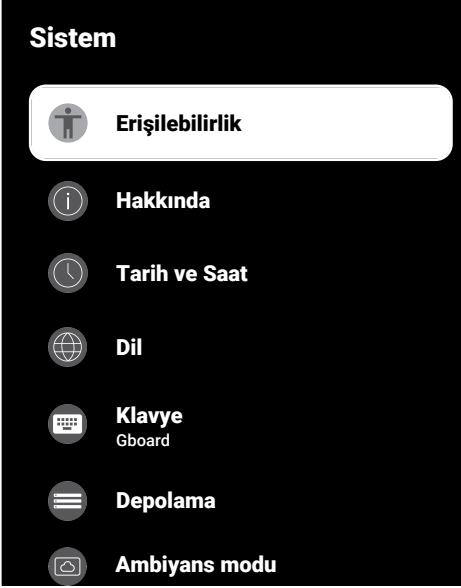 Sistem
Erişilebilirlik
Hakkında
Tarih ve Saat
Dil
Klavye
Gboard
Depolama
Ambiyans modu